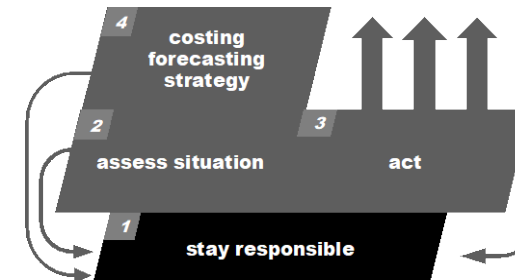 4
costing
forecasting
strategy
2
assess situation
3
act
1
stay responsible